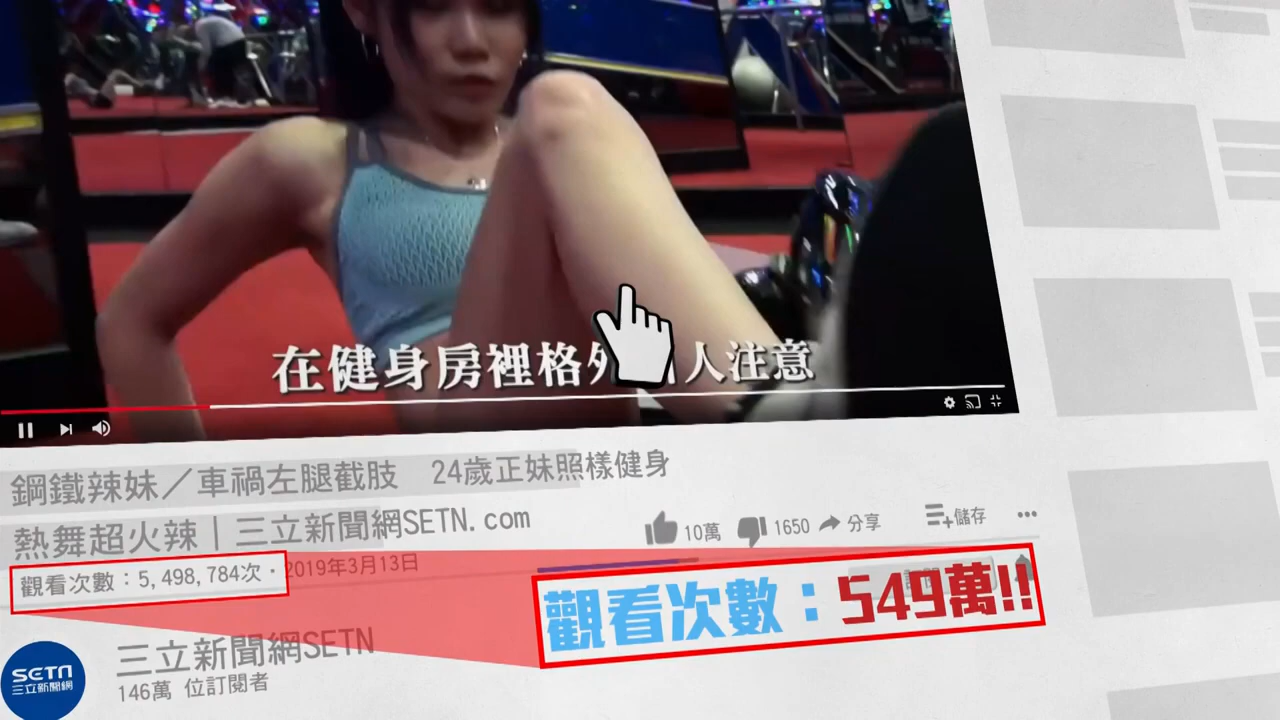 在健身房裡格外 人注意
鋼鐵辣妹／車禍左腿截肢 24歲正妹照樣健身
熱舞超火辣｜三立新聞網SETN.com
10萬 1650 分享 儲存
觀看次數：5,498,784次・2019年3月13日
觀看次數：549萬!!
三立新聞網SETN
146萬 位訂閱者
SETN
三立新聞網